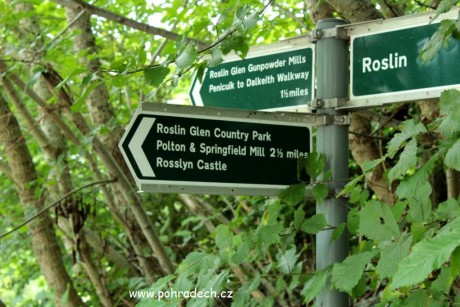 Roslin Glen Gunpowder Mills
Penicuik to Dalkeith Walkway
1½miles
Roslin
Roslin Glen Country Park
Polton & Springfield Mill 2½ miles
Rosslyn Castle
www.pohradech.cz